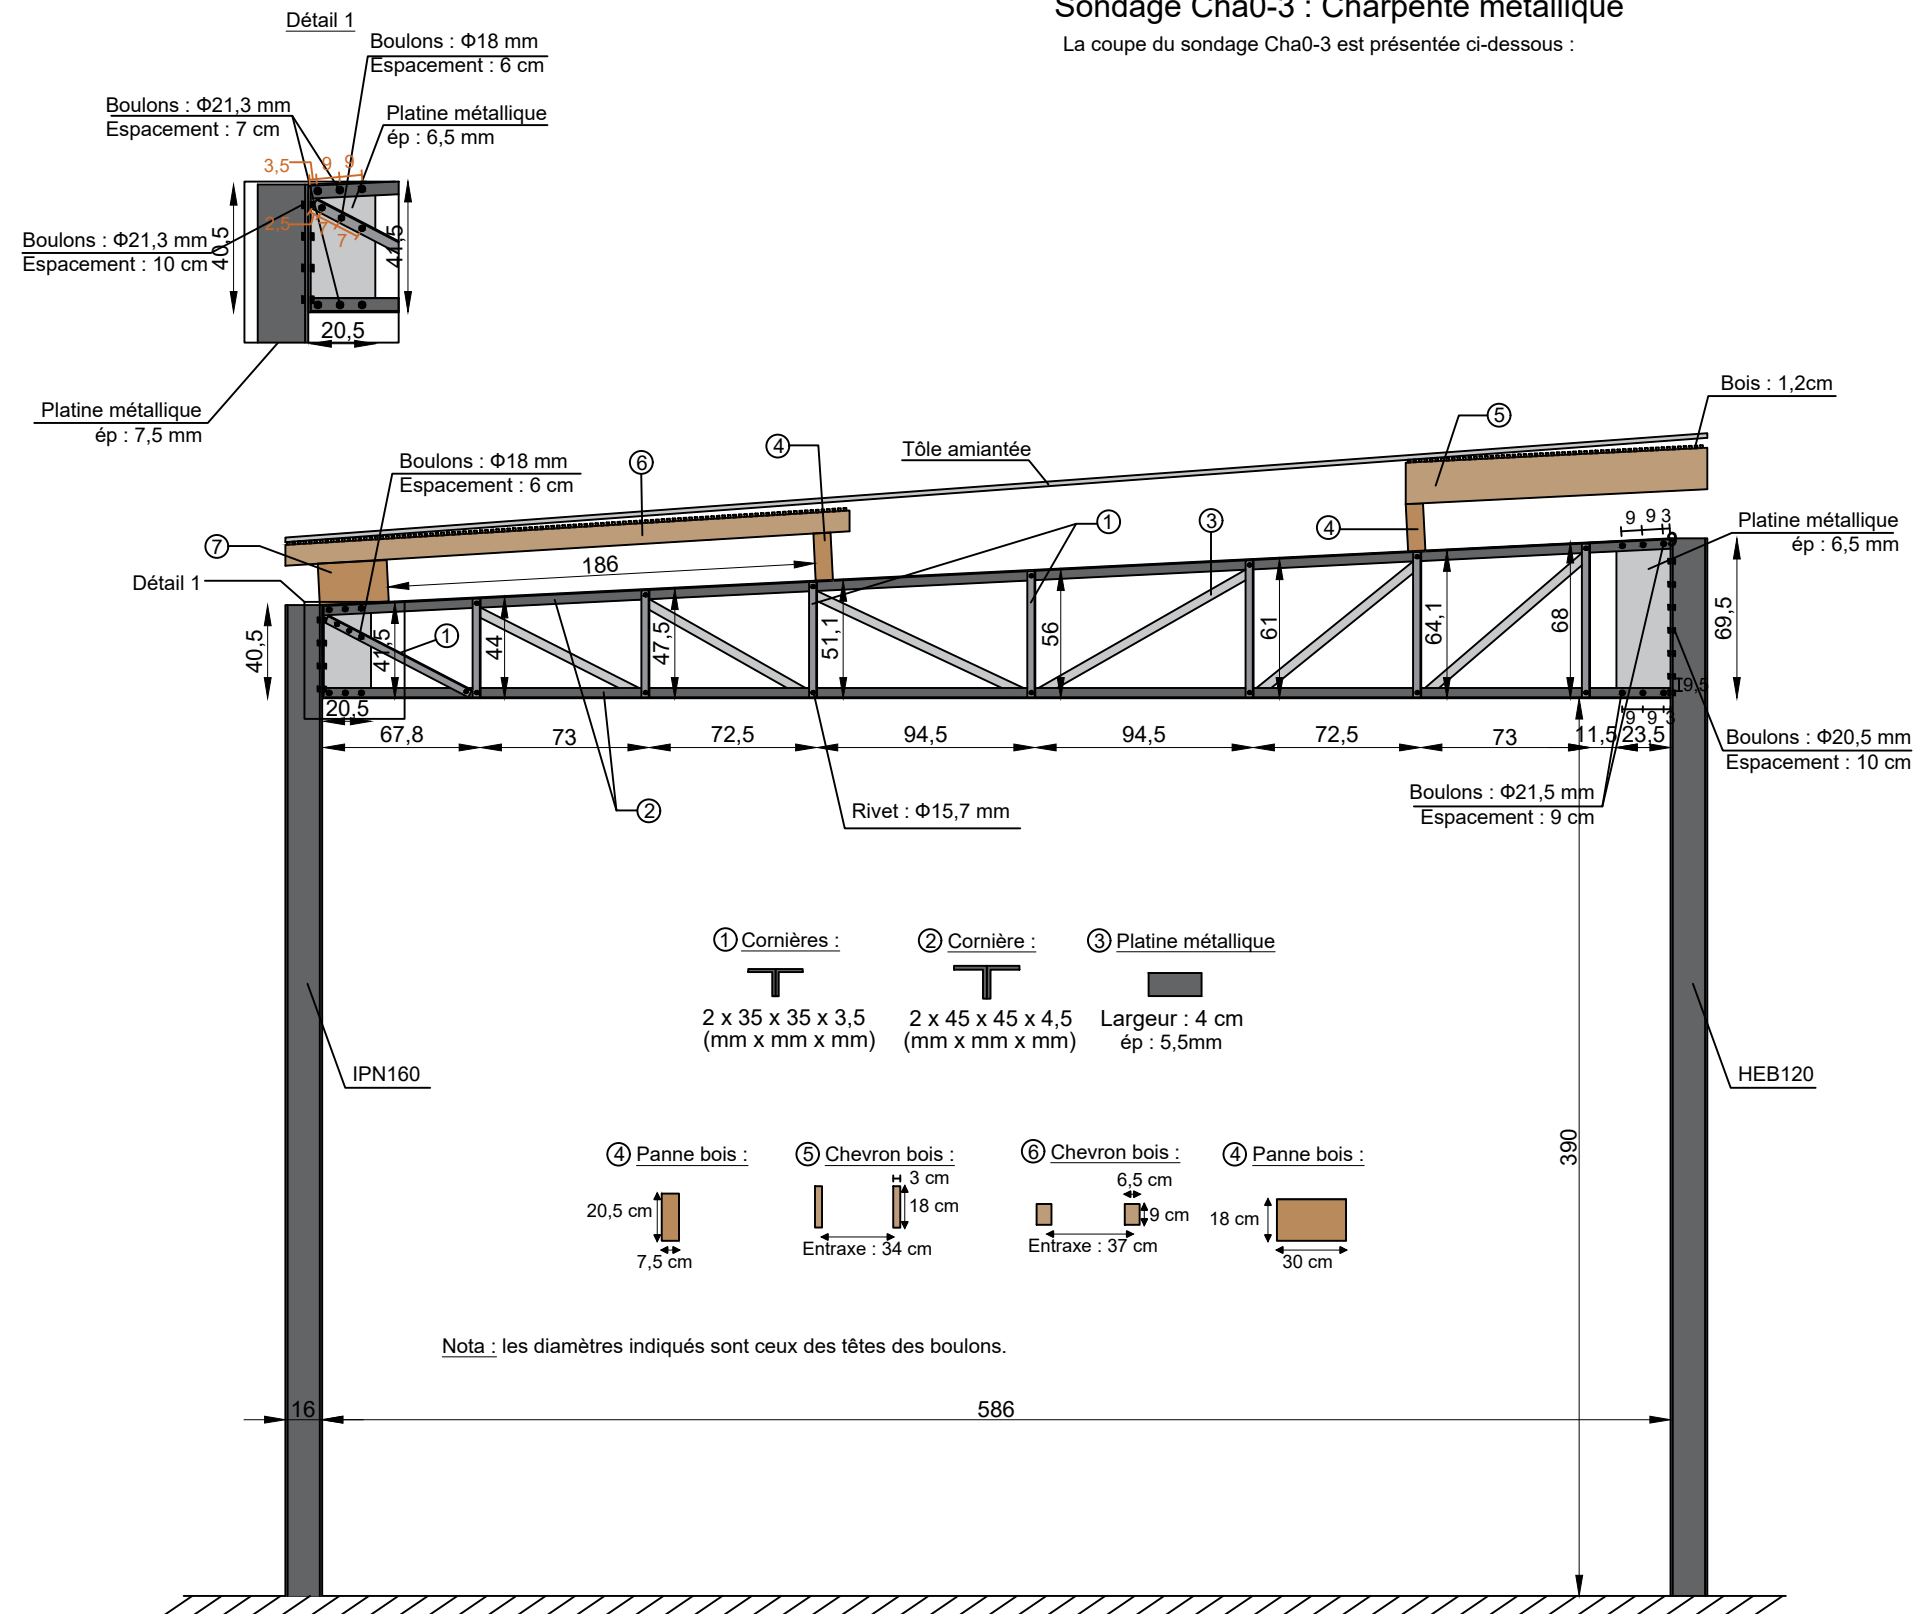 Sondage Cha0-3 : Charpente métallique
La coupe du sondage Cha0-3 est présentée ci-dessous :
Détail 1
Boulons : Φ18 mm
Espacement : 6 cm
Boulons : Φ21,3 mm
Espacement : 7 cm
Platine métallique
ép : 6,5 mm
3,5
9
9
2,5
7
7
Boulons : Φ21,3 mm
Espacement : 10 cm
40,5
41,5
20,5
Platine métallique
ép : 7,5 mm
Bois : 1,2cm
5
4
Tôle amiantée
Boulons : Φ18 mm
Espacement : 6 cm
6
1
3
4
9
9
3
9
Platine métallique
ép : 6,5 mm
7
186
Détail 1
1
40,5
41,5
44
47,5
51,1
56
61
64,1
68
69,5
9,5
20,5
9
9
3
67,8
73
72,5
94,5
94,5
72,5
73
11,5
23,5
Boulons : Φ20,5 mm
Espacement : 10 cm
2
Rivet : Φ15,7 mm
Boulons : Φ21,5 mm
Espacement : 9 cm
1 Cornières :
2 Cornière :
3 Platine métallique
2 x 35 x 35 x 3,5
(mm x mm x mm)
2 x 45 x 45 x 4,5
(mm x mm x mm)
Largeur : 4 cm
ép : 5,5mm
IPN160
HEB120
390
4 Panne bois :
20,5 cm
7,5 cm
5 Chevron bois :
3 cm
18 cm
Entraxe : 34 cm
6 Chevron bois :
6,5 cm
9 cm
Entraxe : 37 cm
4 Panne bois :
18 cm
30 cm
Nota : les diamètres indiqués sont ceux des têtes des boulons.
16
586